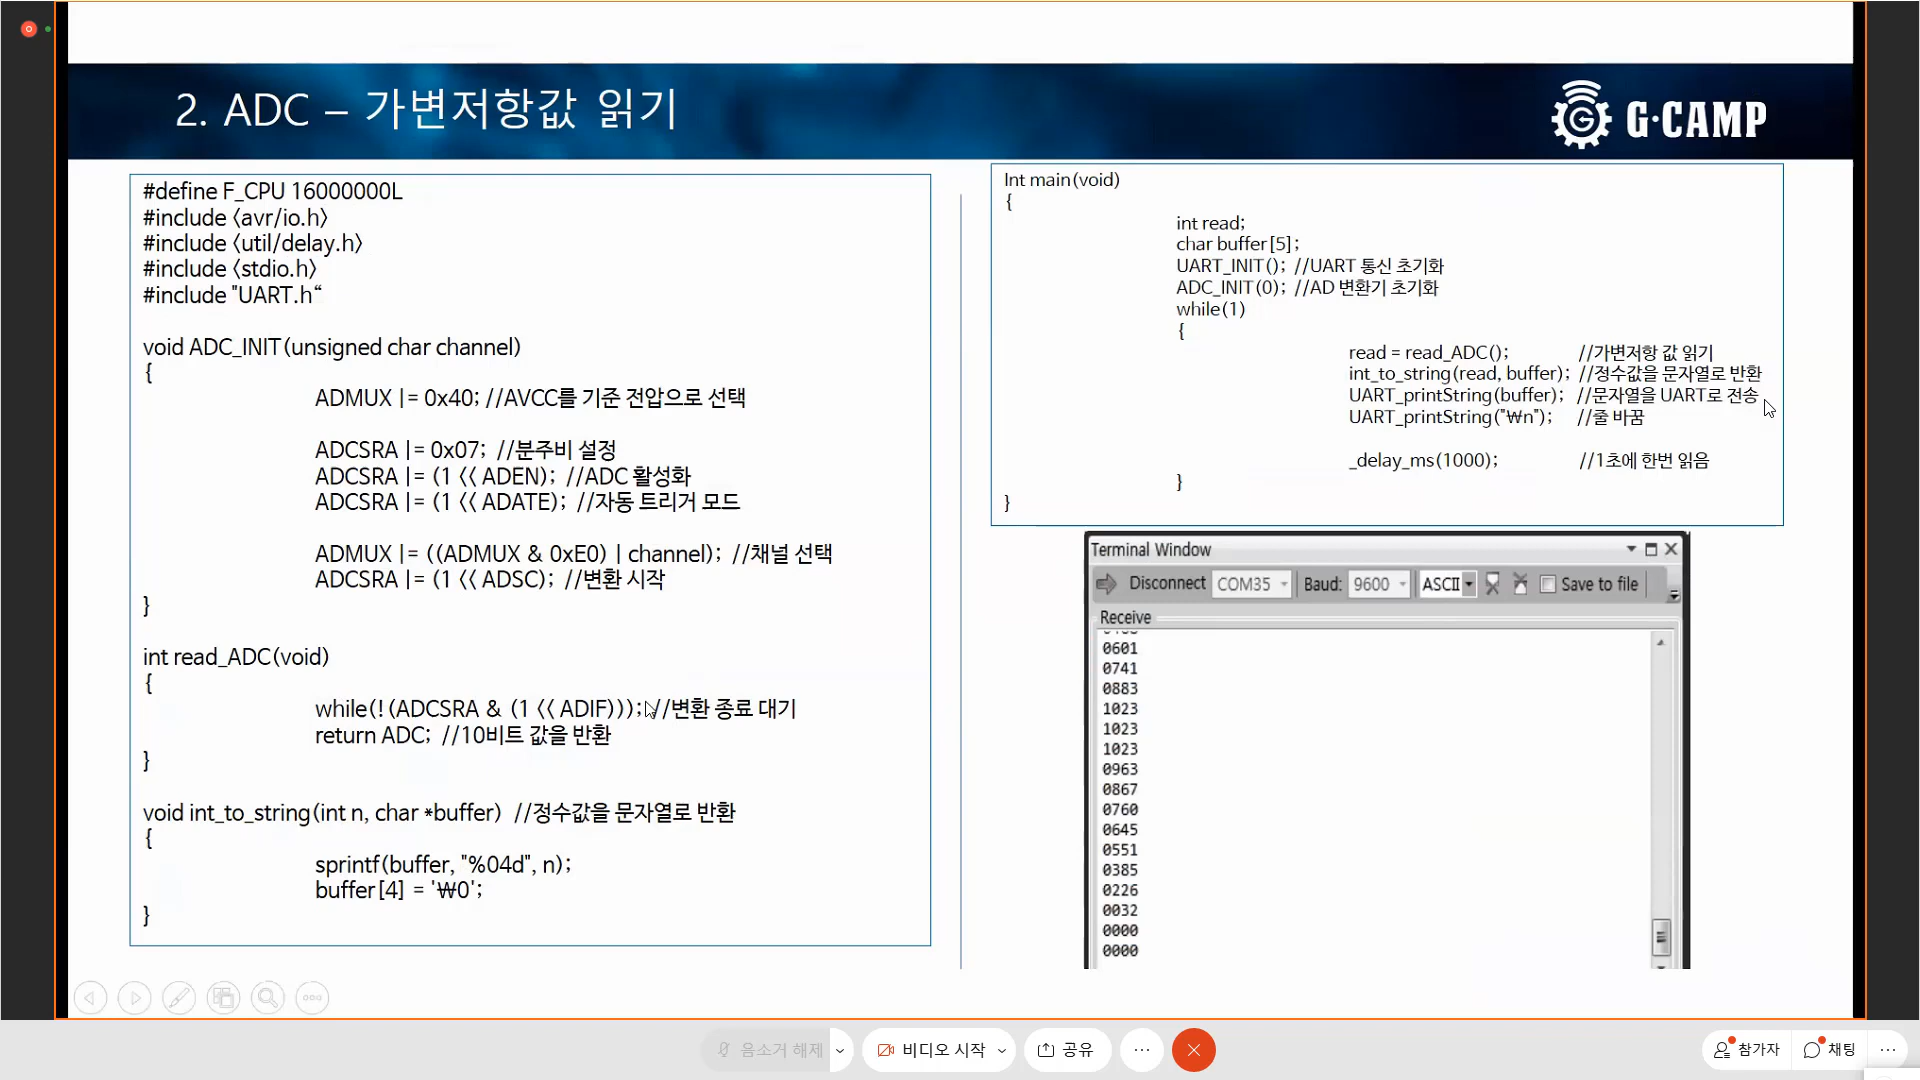 2. ADC – 가변저항값 읽기
G·CAMP
#define F_CPU 16000000L
#include <avr/io.h>
#include <util/delay.h>
#include <stdio.h>
#include "UART.h“
void ADC_INIT(unsigned char channel)
{
ADMUX |= 0x40; //AVCC를 기준 전압으로 선택
ADCSRA |= 0x07; //분주비 설정
ADCSRA |= (1 << ADEN); //ADC 활성화
ADCSRA |= (1 << ADATE); //자동 트리거 모드
ADMUX |= ((ADMUX & 0xE0) | channel); //채널 선택
ADCSRA |= (1 << ADSC); //변환 시작
}
int read_ADC(void)
{
while(!(ADCSRA & (1 << ADIF))); //변환 종료 대기
return ADC; //10비트 값을 반환
}
void int_to_string(int n, char *buffer) //정수값을 문자열로 반환
{
sprintf(buffer, "%04d", n);
buffer[4] = '₩0';
}
Int main(void)
{
int read;
char buffer[5];
UART_INIT(); //UART 통신 초기화
ADC_INIT(0); //AD 변환기 초기화
while(1)
{
read = read_ADC(); //가변저항 값 읽기
int_to_string(read, buffer); //정수값을 문자열로 반환
UART_printString(buffer); //문자열을 UART로 전송
UART_printString("₩n"); //줄 바꿈
_delay_ms(1000); //1초에 한번 읽음
}
}
Terminal Window
Disconnect COM35 Baud: 9600 ASCII Save to file
Receive
0601
0741
0883
1023
1023
1023
0963
0867
0760
0645
0551
0385
0226
0032
0000
0000
음소거 해제 비디오 시작 공유 참가자 채팅